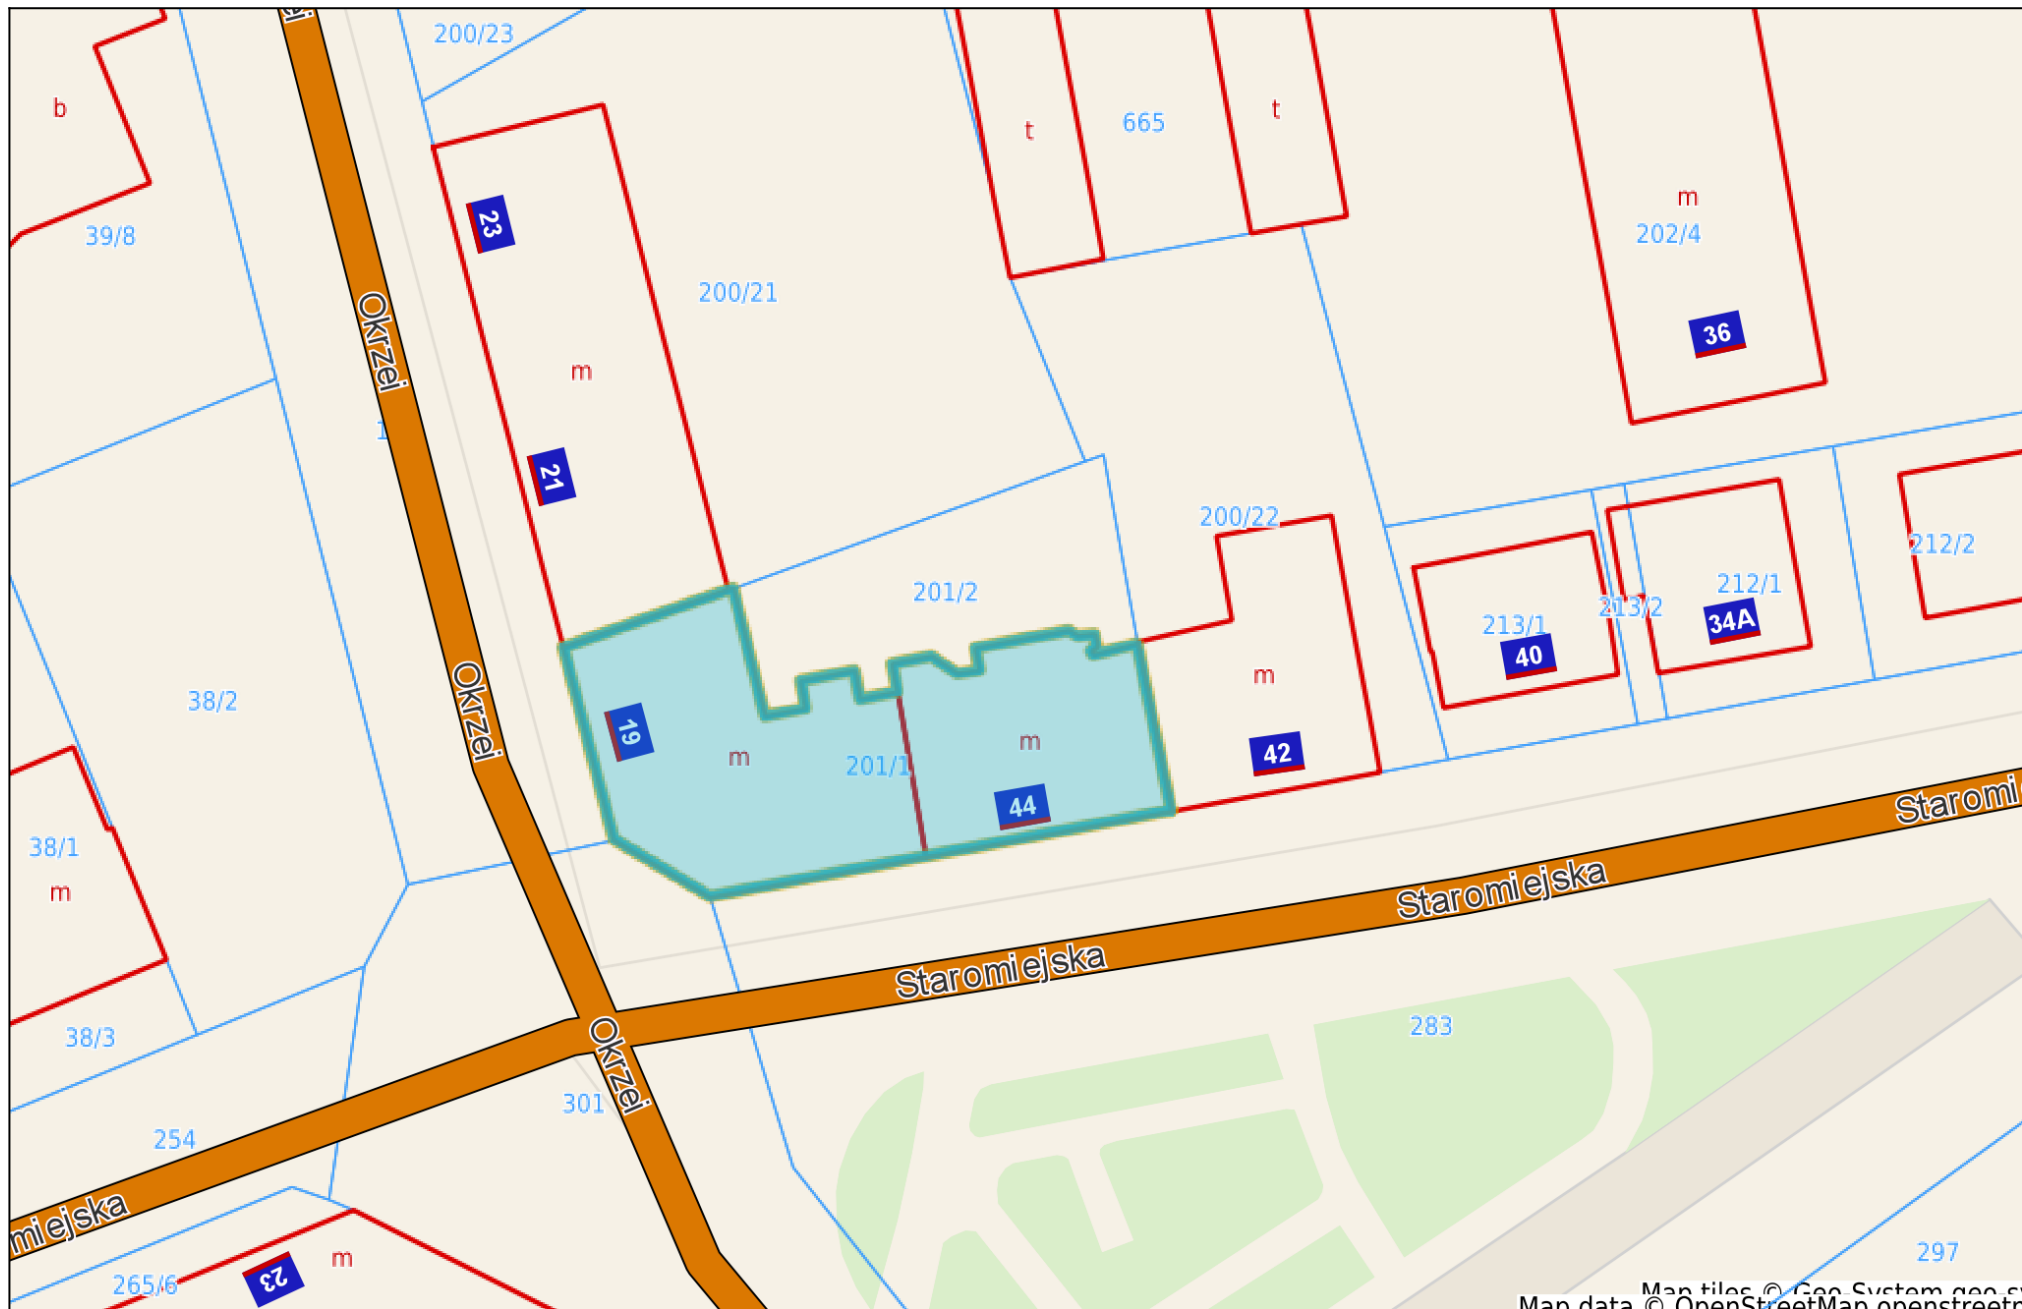 ei
200/23
b
t
665
t
m
202/4
39/8
23
200/21
Okrzei
36
m
1
21
200/22
212/2
201/2
212/1
213/2
213/1
34A
40
38/2
Okrzei
m
19
m
m
201/1
42
44
Staromi
38/1
m
Staromiejska
Staromiejska
283
38/3
Okrzei
301
254
miejska
m
297
23
265/6
Map tiles © Geo-System geo-sy
Map data © OpenStreetMap openstreetm